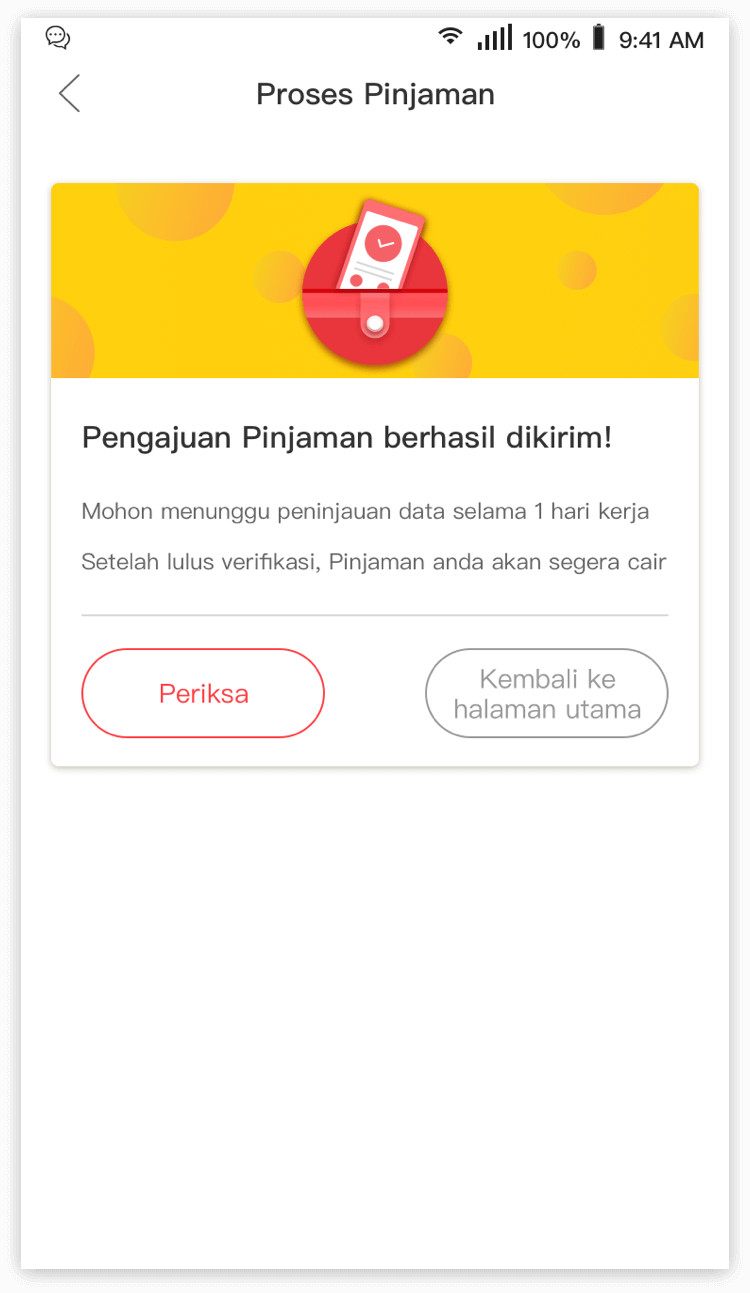 100% 9:41 AM
Proses Pinjaman
Pengajuan Pinjaman berhasil dikirim!
Mohon menunggu peninjauan data selama 1 hari kerja
Setelah lulus verifikasi, Pinjaman anda akan segera cair
Periksa
Kembali ke
halaman utama